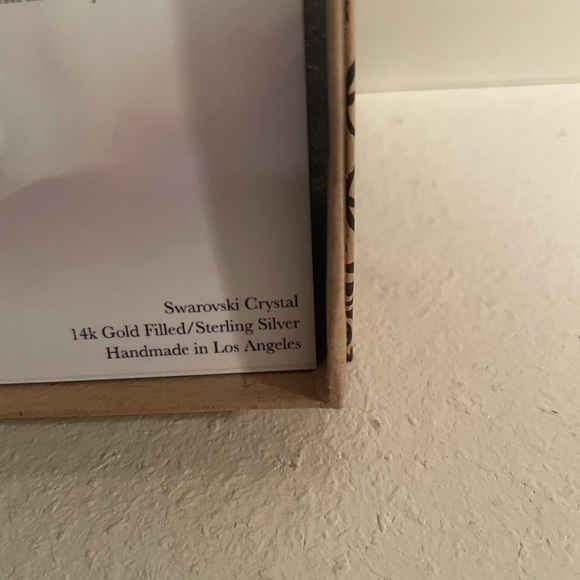 Swarovski Crystal
14k Gold Filled/Sterling Silver
Handmade in Los Angeles